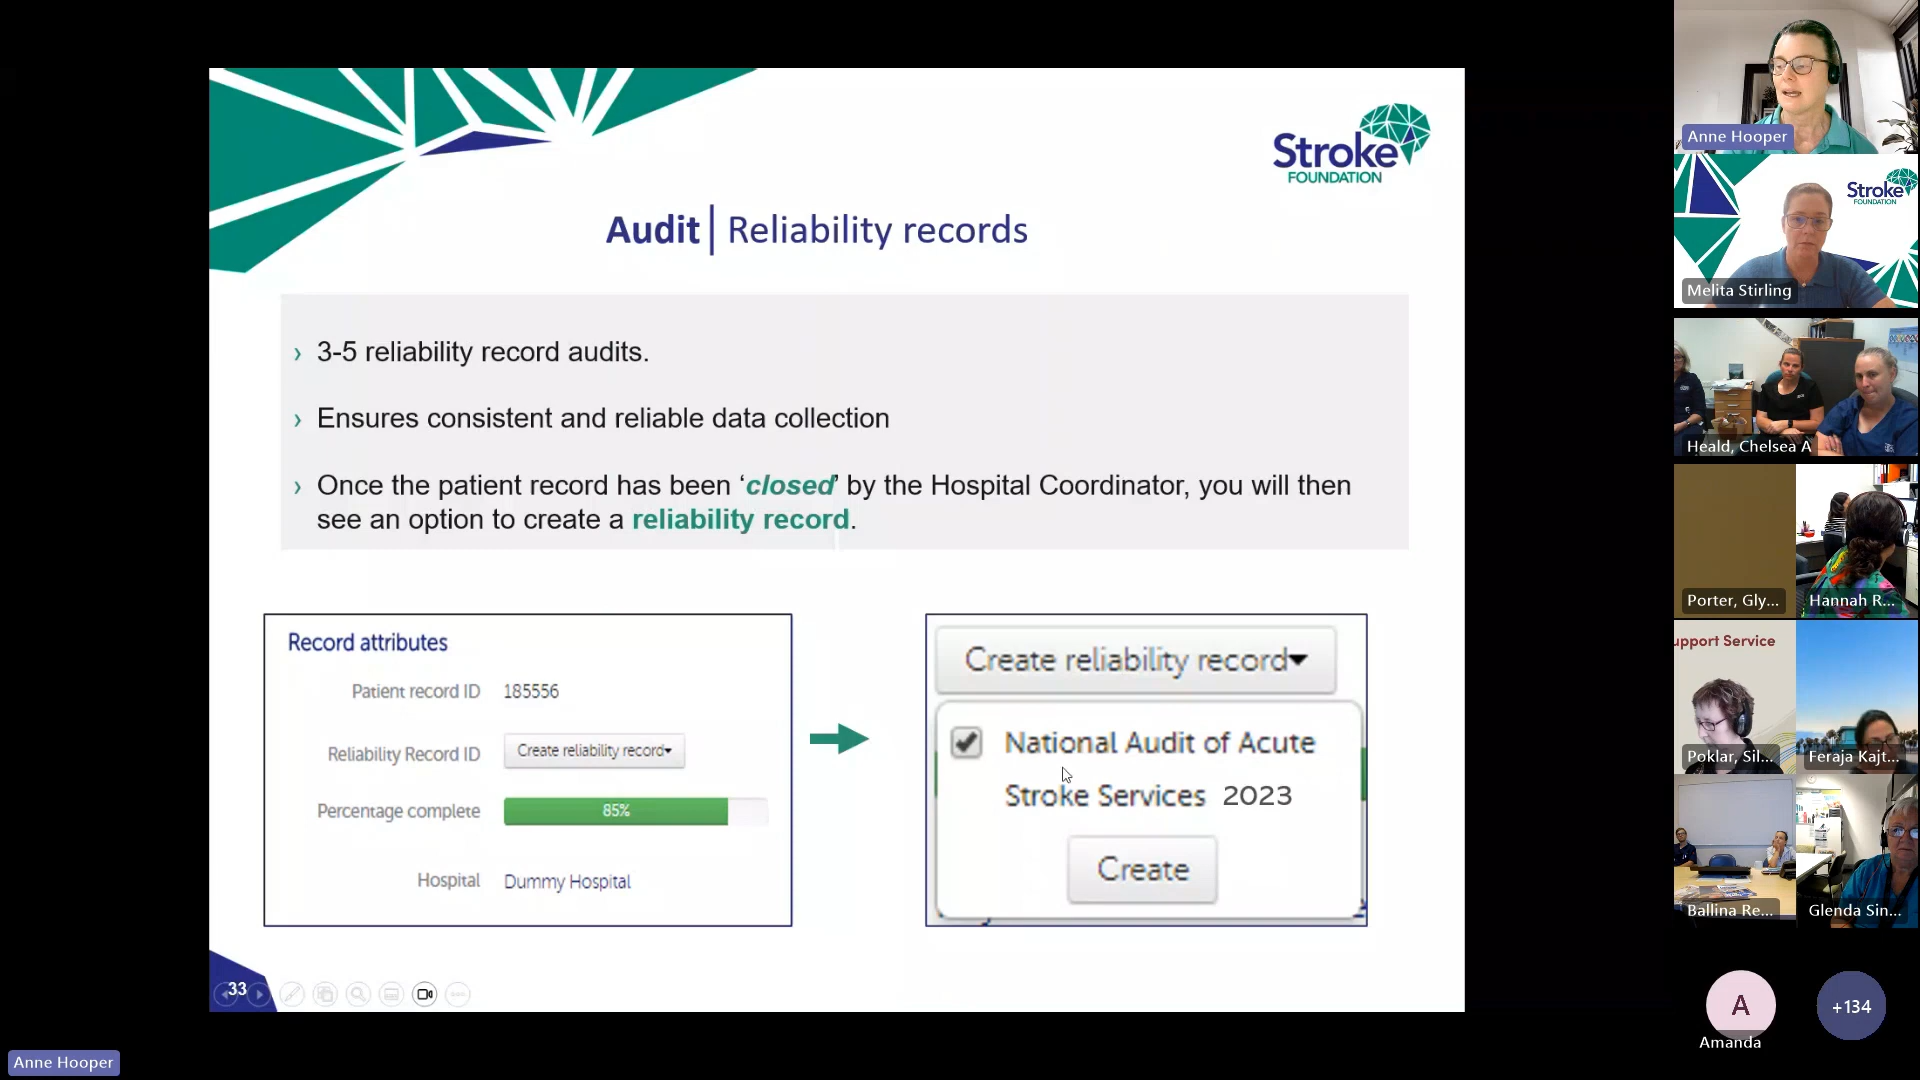 Stroke
FOUNDATION
Audit | Reliability records
› 3-5 reliability record audits.
› Ensures consistent and reliable data collection
› Once the patient record has been ‘closed’ by the Hospital Coordinator, you will then
see an option to create a reliability record.
Record attributes
Patient record ID 185556
Reliability Record ID Create reliability record
Percentage complete 85%
Hospital Dummy Hospital
Create reliability record
National Audit of Acute
Stroke Services 2023
Create
33
Anne Hooper
Anne Hooper
Stroke
FOUNDATION
Melita Stirling
Heald, Chelsea A
Porter, Gly...
Hannah R...
upport Service
Poklar, Sil...
Feraja Kajt...
Ballina Re...
Glenda Sin...
A
Amanda
+134